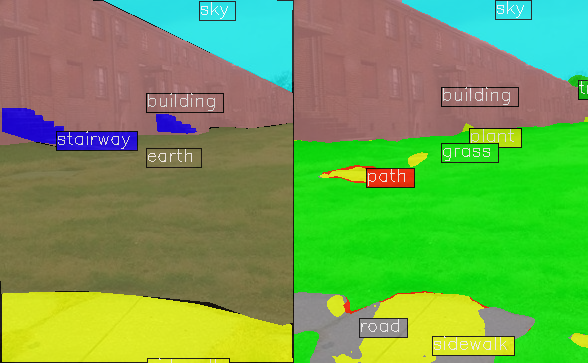 sky
building
stairway
earth
sky
building
plant
grass
path
road
sidewalk